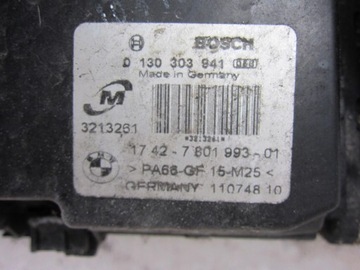 BOSCH
0 130 303 941
Made in Germany
M
3213261
*3213261*
17 42 - 7 801 993 - 01
> PA66-GF 15-M25 <
GERMANY 110748 10